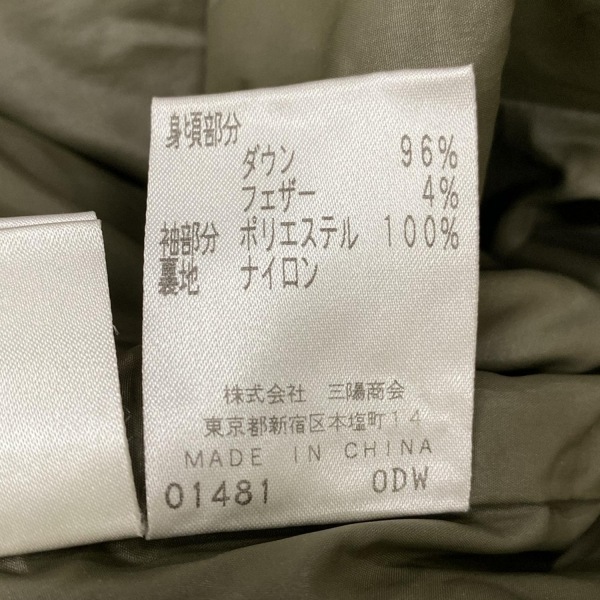 身頃部分
ダウン 96%
フェザー 4%
袖部分 ポリエステル 100%
裏地 ナイロン
株式会社 三陽商会
東京都新宿区本塩町14
MADE IN CHINA
01481 0DW